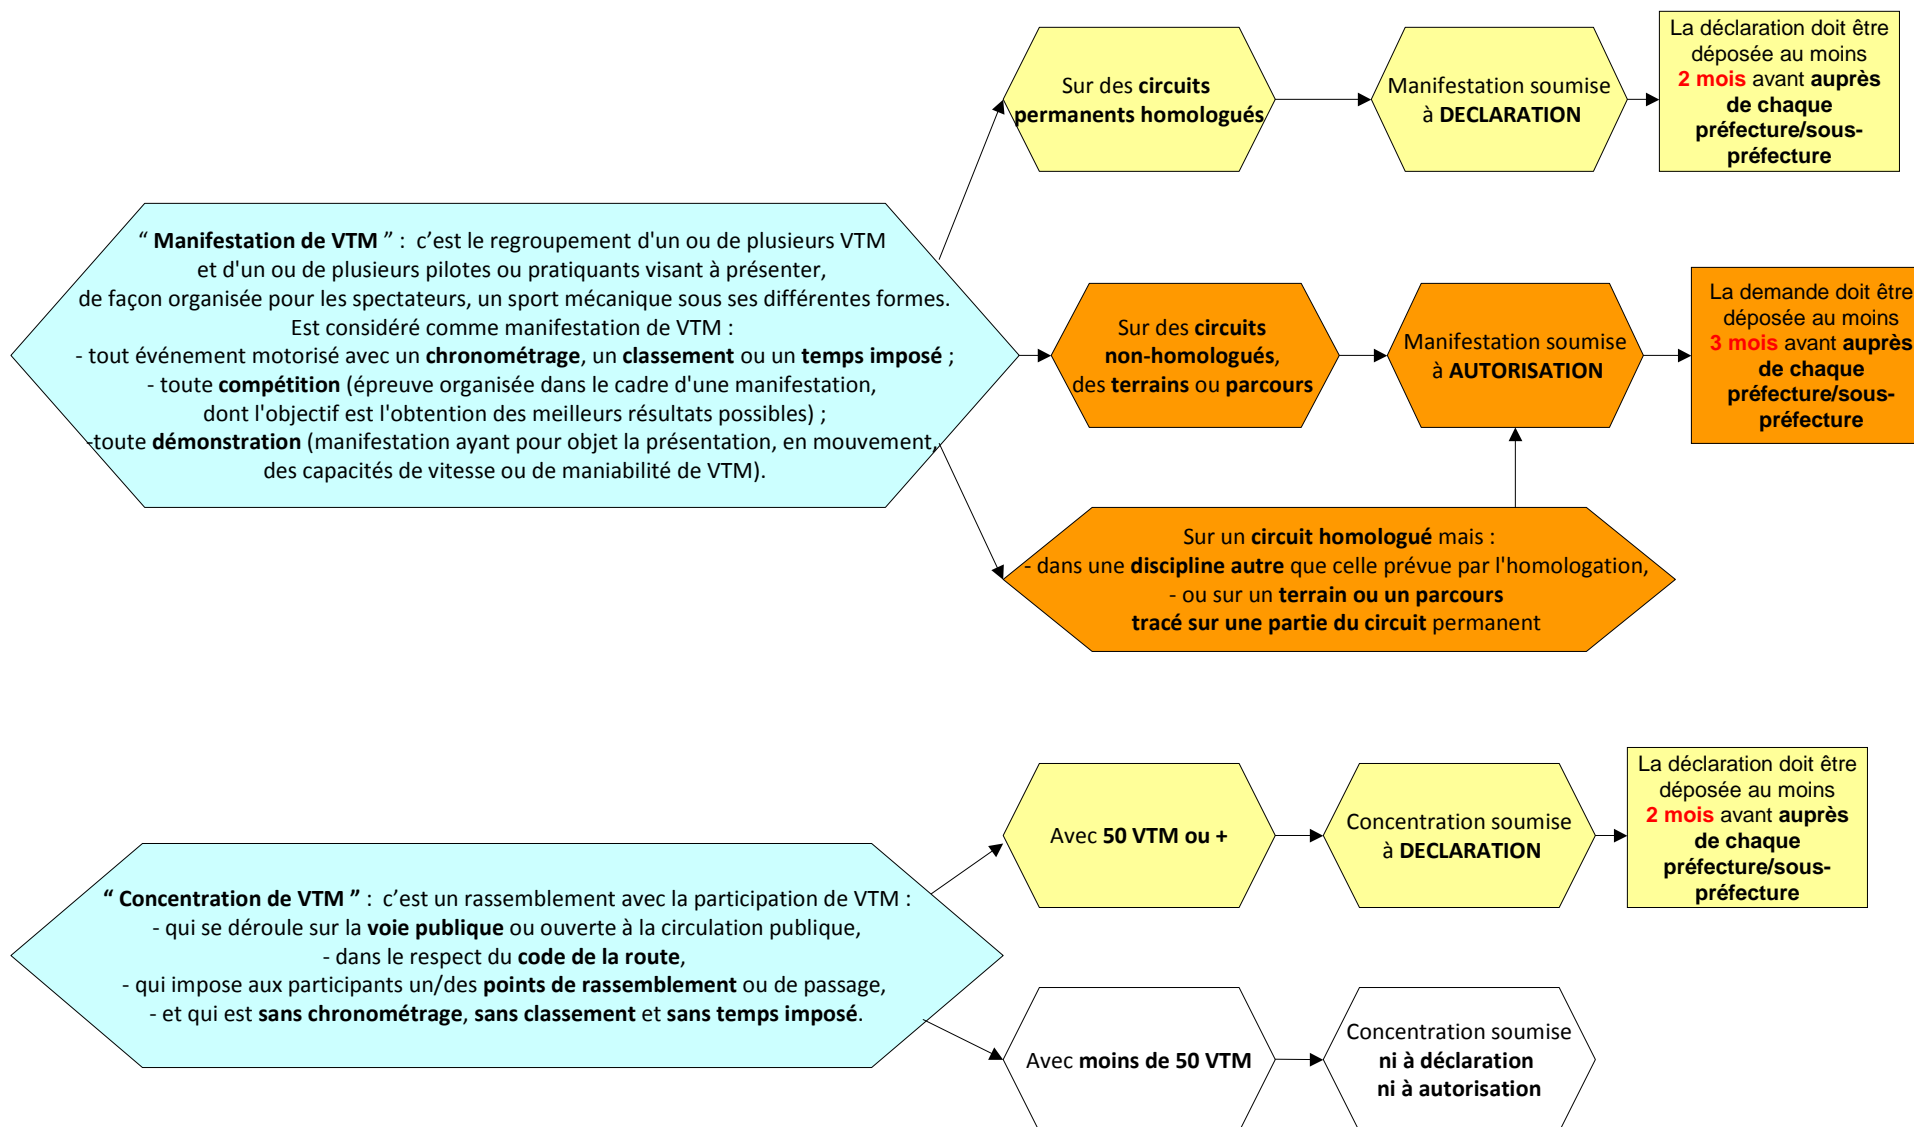 Sur des circuits
permanents homologués
Manifestation soumise
à DECLARATION
La déclaration doit être
déposée au moins
2 mois avant auprès
de chaque
préfecture/sous-
préfecture
“ Manifestation de VTM ” : c’est le regroupement d'un ou de plusieurs VTM
et d'un ou de plusieurs pilotes ou pratiquants visant à présenter,
de façon organisée pour les spectateurs, un sport mécanique sous ses différentes formes.
Est considéré comme manifestation de VTM :
- tout événement motorisé avec un chronométrage, un classement ou un temps imposé ;
- toute compétition (épreuve organisée dans le cadre d'une manifestation,
dont l'objectif est l'obtention des meilleurs résultats possibles) ;
-toute démonstration (manifestation ayant pour objet la présentation, en mouvement,
des capacités de vitesse ou de maniabilité de VTM).
Sur des circuits
non-homologués,
des terrains ou parcours
Manifestation soumise
à AUTORISATION
La demande doit être
déposée au moins
3 mois avant auprès
de chaque
préfecture/sous-
préfecture
Sur un circuit homologué mais :
- dans une discipline autre que celle prévue par l'homologation,
- ou sur un terrain ou un parcours
tracé sur une partie du circuit permanent
“ Concentration de VTM ” : c’est un rassemblement avec la participation de VTM :
- qui se déroule sur la voie publique ou ouverte à la circulation publique,
- dans le respect du code de la route,
- qui impose aux participants un/des points de rassemblement ou de passage,
- et qui est sans chronométrage, sans classement et sans temps imposé.
Avec 50 VTM ou +
Concentration soumise
à DECLARATION
La déclaration doit être
déposée au moins
2 mois avant auprès
de chaque
préfecture/sous-
préfecture
Avec moins de 50 VTM
Concentration soumise
ni à déclaration
ni à autorisation